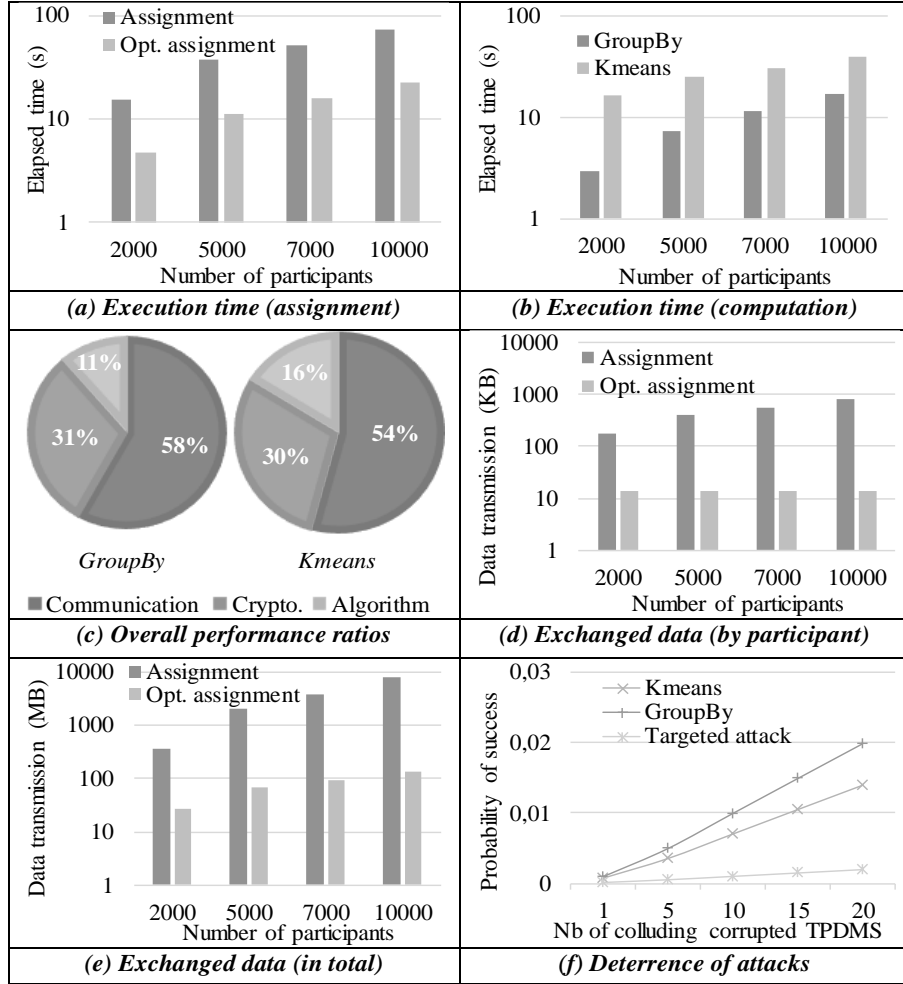 100
10
1
Elapsed time (s)
Assignment
Opt. assignment
2000 5000 7000 10000
Number of participants
(a) Execution time (assignment)
100
10
1
Elapsed time (s)
GroupBy
Kmeans
2000 5000 7000 10000
Number of participants
(b) Execution time (computation)
11%
31%
58%
GroupBy
16%
30%
54%
Kmeans
Communication Crypto. Algorithm
(c) Overall performance ratios
10000
1000
100
10
1
Data transmission (KB)
Assignment
Opt. assignment
2000 5000 7000 10000
Number of participants
(d) Exchanged data (by participant)
10000
1000
100
10
1
Data transmission (MB)
Assignment
Opt. assignment
2000 5000 7000 10000
Number of participants
(e) Exchanged data (in total)
0,03
0,02
0,01
0
Probability of success
Kmeans
GroupBy
Targeted attack
1 5 10 15 20
Nb of colluding corrupted TPDMS
(f) Deterrence of attacks